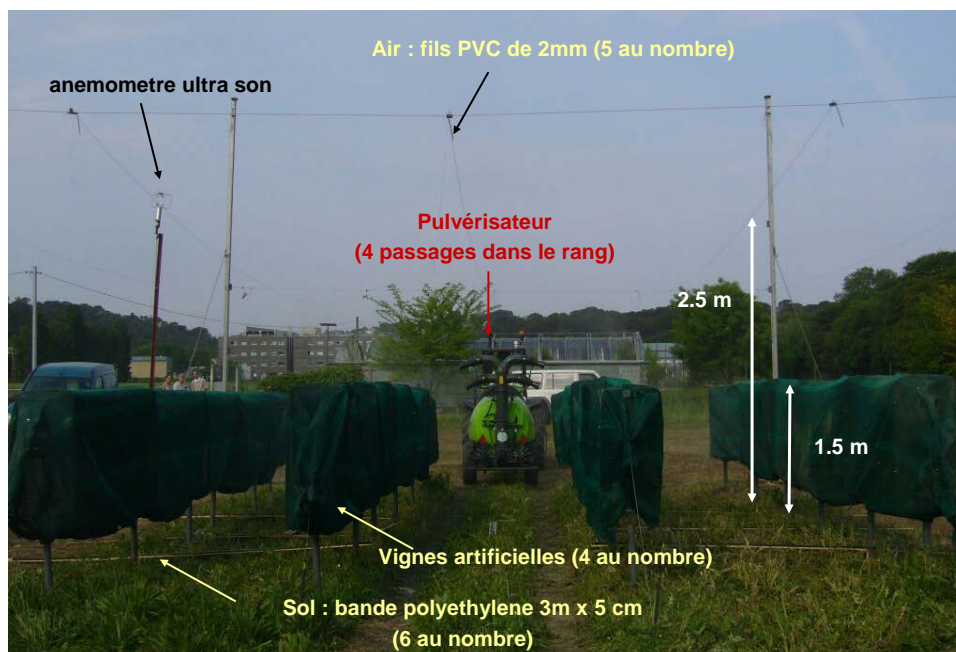 Air : fils PVC de 2mm (5 au nombre)
anemometre ultra son
Pulvérisateur
(4 passages dans le rang)
2.5 m
1.5 m
Vignes artificielles (4 au nombre)
Sol : bande polyethylene 3m x 5 cm
(6 au nombre)